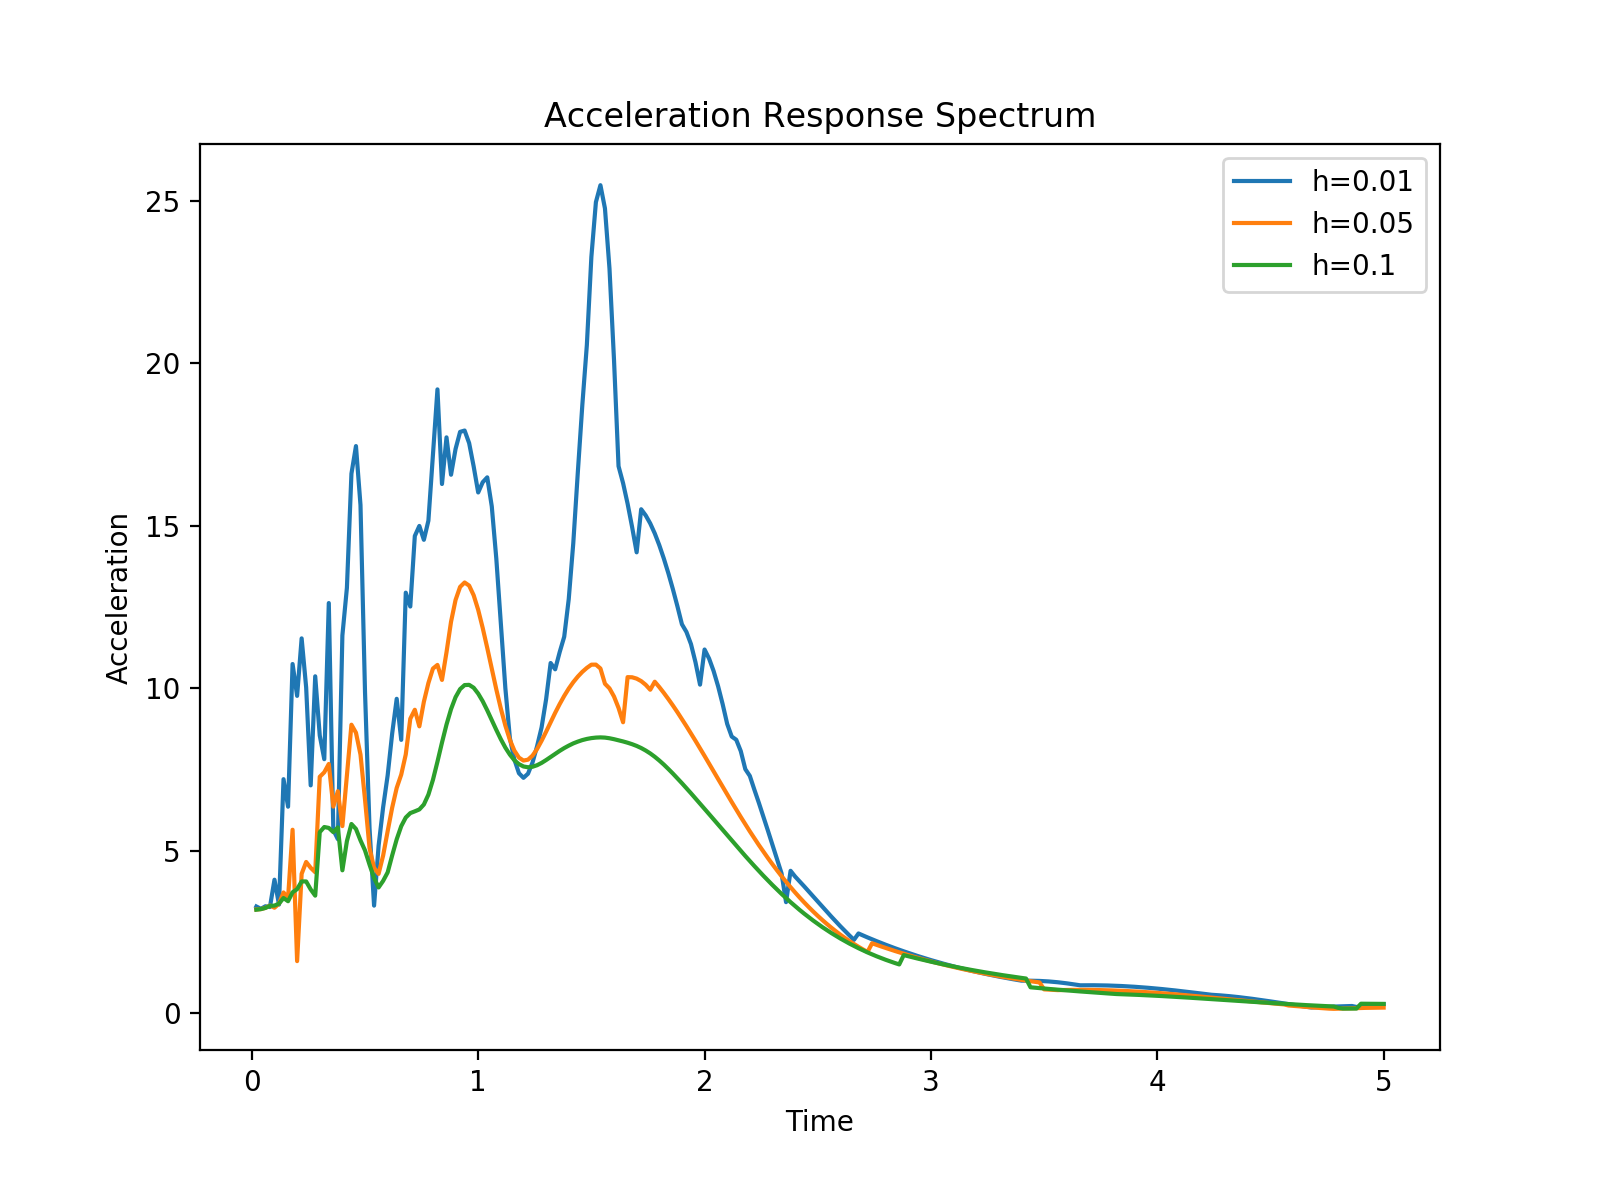 Acceleration Response Spectrum
h=0.01
h=0.05
h=0.1
Acceleration
25
20
15
10
5
0
0 1 2 3 4 5
Time